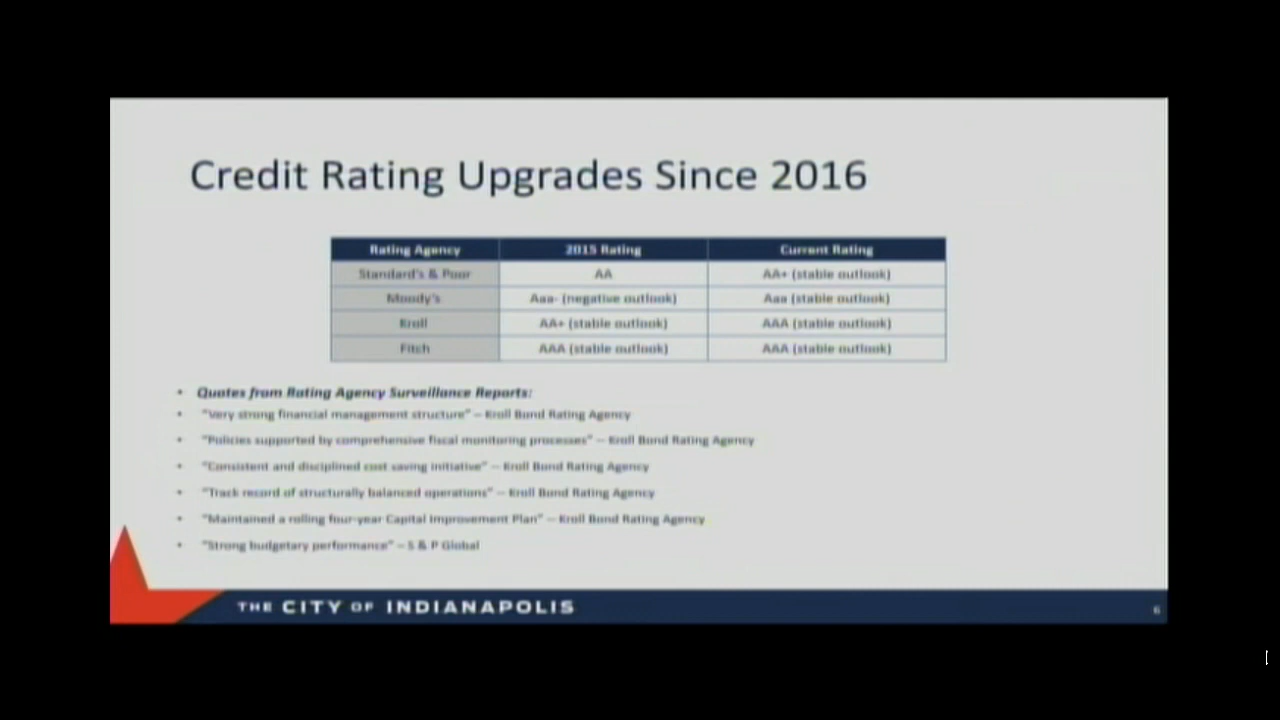 Credit Rating Upgrades Since 2016
Rating Agency 2015 Rating Current Rating
Standard's & Poor AA AA+ (stable outlook)
Moody's Aaa- (negative outlook) Aaa (stable outlook)
Kroll AA+ (stable outlook) AAA (stable outlook)
Fitch AAA (stable outlook) AAA (stable outlook)
• Quotes from Rating Agency Surveillance Reports:
• "Very strong financial management structure" – Kroll Bond Rating Agency
• "Policies supported by comprehensive fiscal monitoring processes" – Kroll Bond Rating Agency
• "Consistent and disciplined cost saving initiative" – Kroll Bond Rating Agency
• "Track record of structurally balanced operations" – Kroll Bond Rating Agency
• "Maintained a rolling four-year Capital Improvement Plan" – Kroll Bond Rating Agency
• "Strong budgetary performance" – S & P Global
THE CITY OF INDIANAPOLIS
6